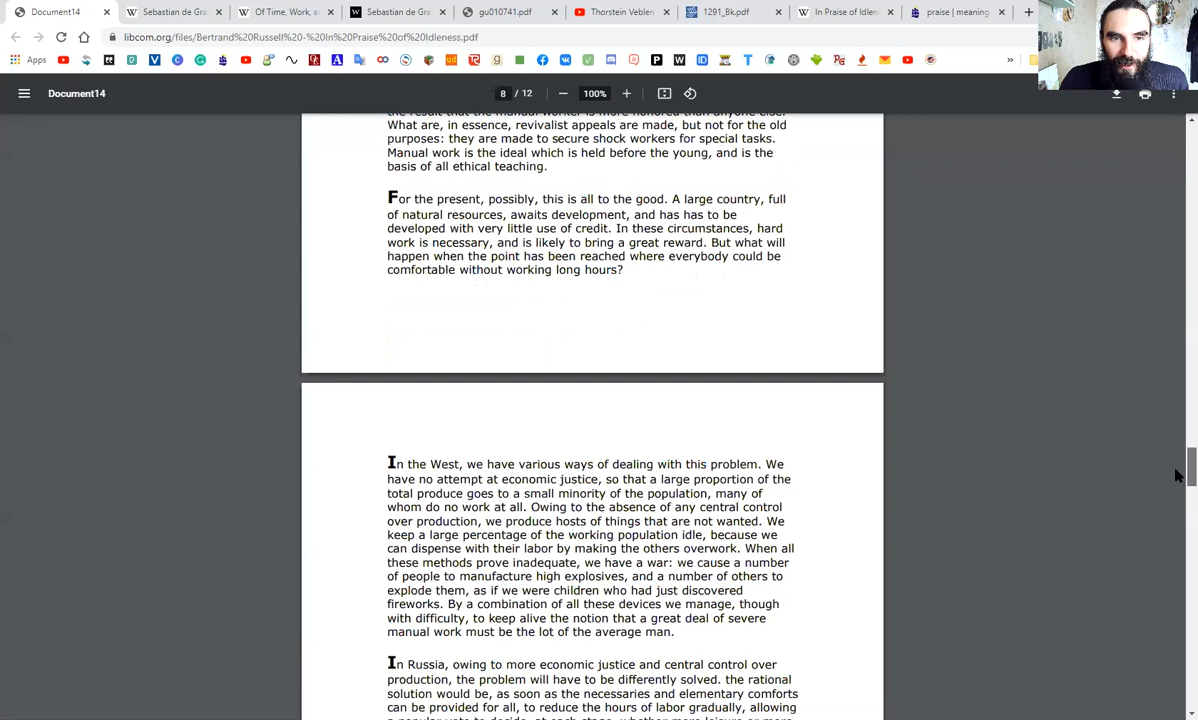 Document14
Sebastian de Gra
Of Time, Work, a
Sebastian de Gra
gu010741.pdf
Thorstein Veblen
1291_Bk.pdf
In Praise of Idlene
praise | meaning
libcom.org/files/Bertrand%20Russell%20-%20In%20Praise%20of%20Idleness.pdf
Apps
Document14
8 / 12
100%
What are, in essence, revivalist appeals are made, but not for the old
purposes: they are made to secure shock workers for special tasks.
Manual work is the ideal which is held before the young, and is the
basis of all ethical teaching.
For the present, possibly, this is all to the good. A large country, full
of natural resources, awaits development, and has has to be
developed with very little use of credit. In these circumstances, hard
work is necessary, and is likely to bring a great reward. But what will
happen when the point has been reached where everybody could be
comfortable without working long hours?
In the West, we have various ways of dealing with this problem. We
have no attempt at economic justice, so that a large proportion of the
total produce goes to a small minority of the population, many of
whom do no work at all. Owing to the absence of any central control
over production, we produce hosts of things that are not wanted. We
keep a large percentage of the working population idle, because we
can dispense with their labor by making the others overwork. When all
these methods prove inadequate, we have a war: we cause a number
of people to manufacture high explosives, and a number of others to
explode them, as if we were children who had just discovered
fireworks. By a combination of all these devices we manage, though
with difficulty, to keep alive the notion that a great deal of severe
manual work must be the lot of the average man.
In Russia, owing to more economic justice and central control over
production, the problem will have to be differently solved. the rational
solution would be, as soon as the necessaries and elementary comforts
can be provided for all, to reduce the hours of labor gradually, allowing